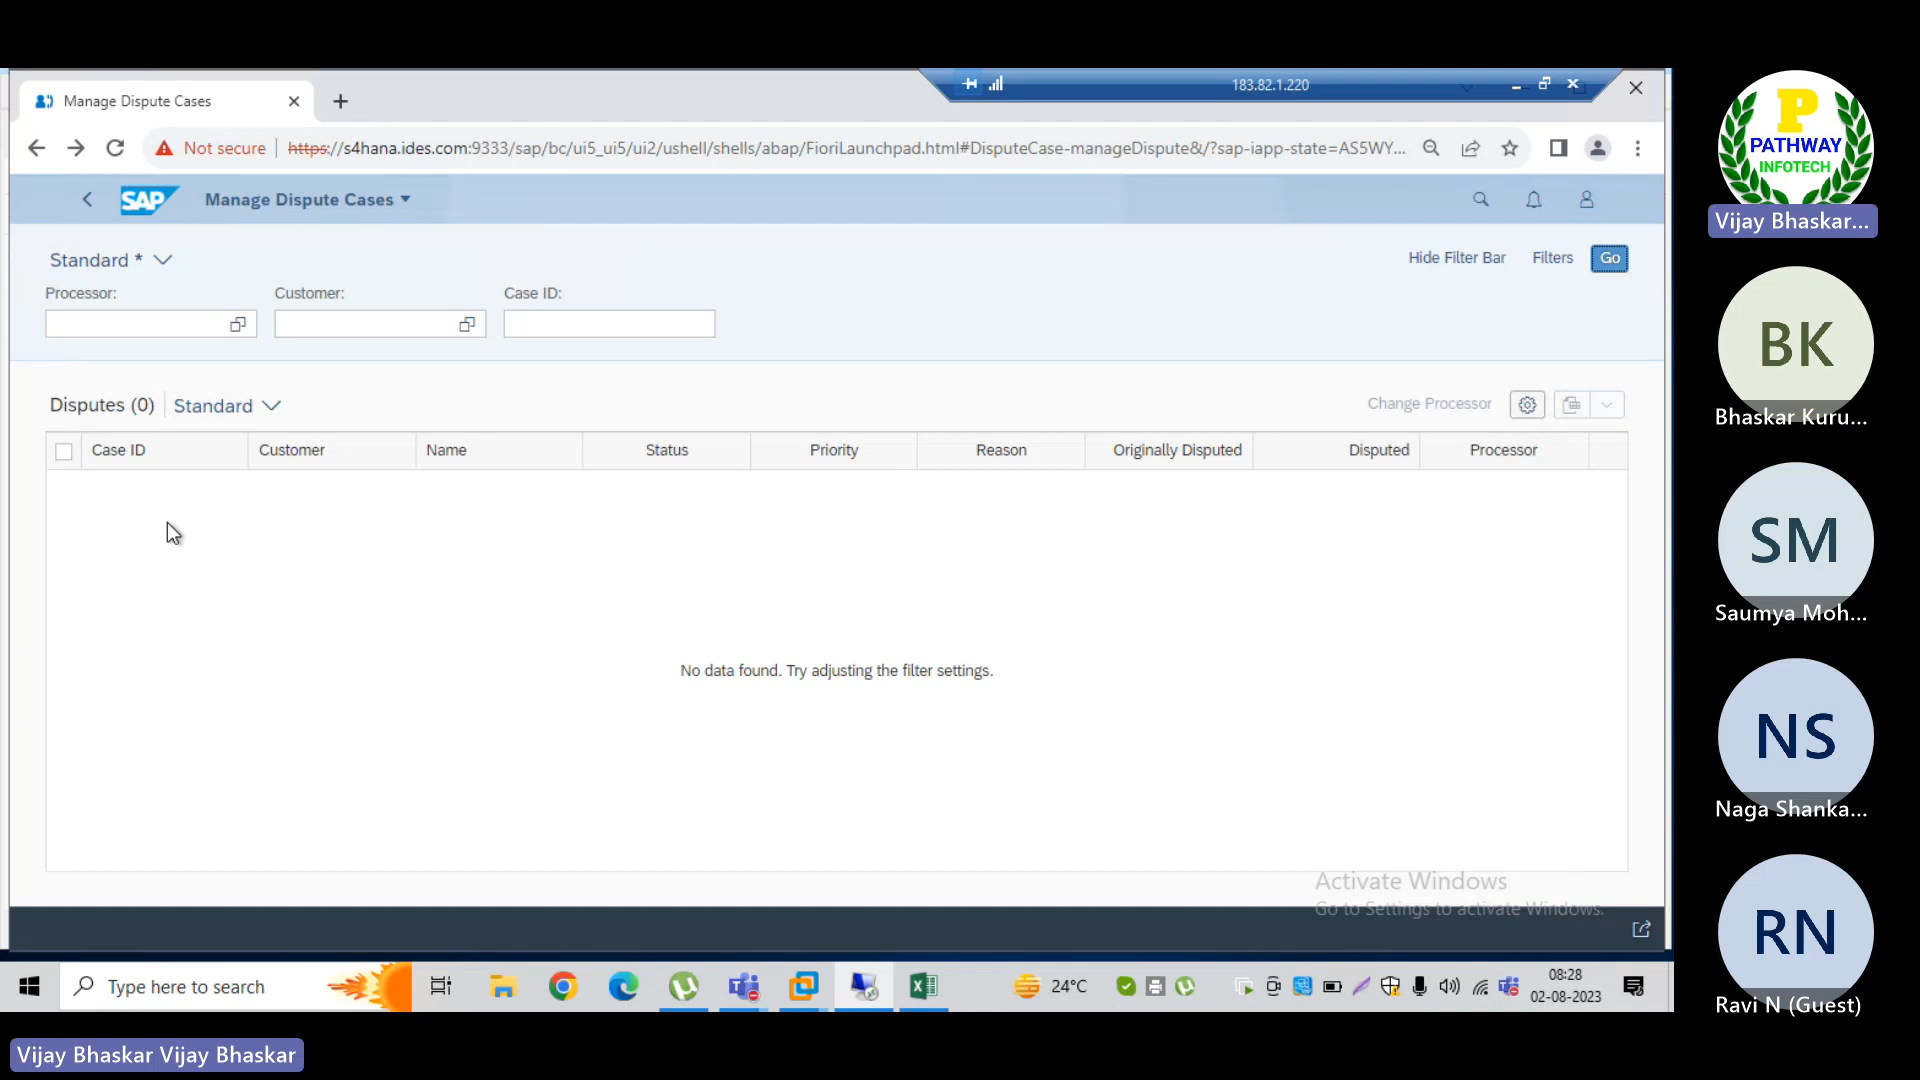 183.82.1.220
Manage Dispute Cases
Not secure
https://s4hana.ides.com:9333/sap/bc/ui5_ui5/ui2/ushell/shells/abap/FioriLaunchpad.html#DisputeCase-manageDispute&/?sap-iapp-state=AS5WY...
SAP
Manage Dispute Cases
Standard *
Hide Filter Bar
Filters
Go
Processor:
Customer:
Case ID:
Disputes (0)
Standard
Change Processor
Case ID
Customer
Name
Status
Priority
Reason
Originally Disputed
Disputed
Processor
No data found. Try adjusting the filter settings.
Activate Windows
Go to Settings to activate Windows.
Type here to search
24°C
08:28
02-08-2023
Vijay Bhaskar Vijay Bhaskar
P
PATHWAY
INFOTECH
Vijay Bhaskar...
BK
Bhaskar Kuru...
SM
Saumya Moh...
NS
Naga Shanka...
RN
Ravi N (Guest)